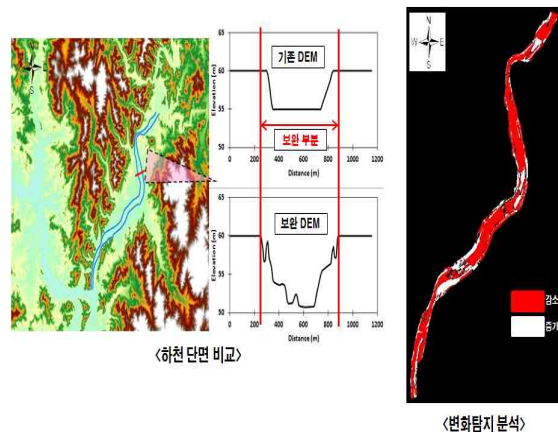 N
W
E
S
기존 DEM
Elevation (m)
65
60
55
50
보완 부분
0 200 400 600 800 1000 1200
Distance (m)
보완 DEM
Elevation (m)
65
60
55
50
0 200 400 600 800 1000 1200
Distance (m)
<하천 단면 비교>
N
W E
S
감소
증가
<변화탐지 분석>